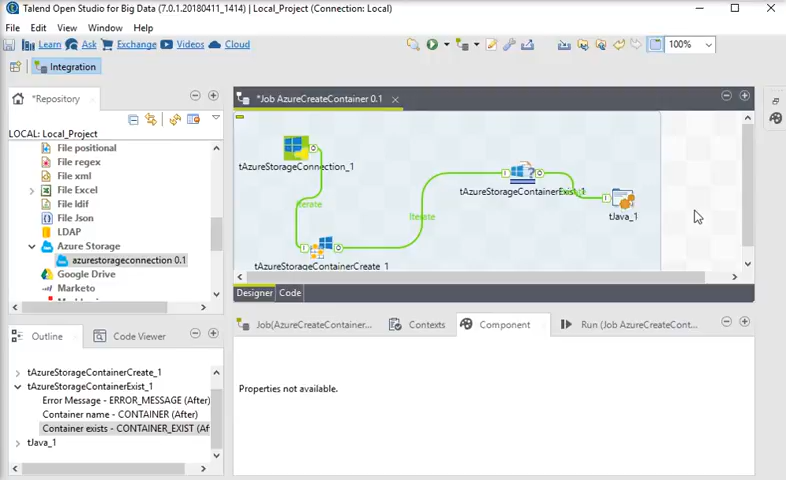 Talend Open Studio for Big Data (7.0.1.20180411_1414) | Local_Project (Connection: Local)
File Edit View Window Help
Learn Ask Exchange Videos Cloud
100%
Integration
*Repository
*Job AzureCreateContainer 0.1
LOCAL: Local_Project
File positional
File regex
File xml
File Excel
File ldif
File Json
LDAP
Azure Storage
azurestorageconnection 0.1
Google Drive
Marketo
tAzureStorageConnection_1
Iterate
tAzureStorageContainerCreate_1
Iterate
tAzureStorageContainerExist_1
tJava_1
Designer Code
Outline Code Viewer
Job(AzureCreateContainer... Contexts Component Run (Job AzureCreateCont...
tAzureStorageContainerCreate_1
tAzureStorageContainerExist_1
Error Message - ERROR_MESSAGE (After)
Container name - CONTAINER (After)
Container exists - CONTAINER_EXIST (Af
tJava_1
Properties not available.